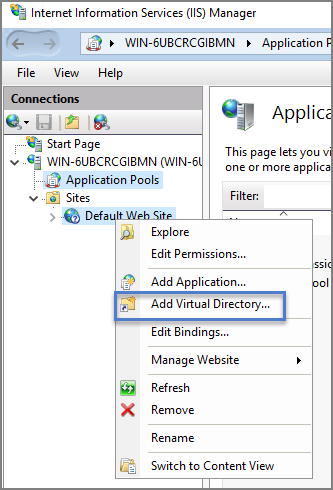 Internet Information Services (IIS) Manager
WIN-6UBCRCGIBMN
Application P
File View Help
Connections
Start Page
WIN-6UBCRCGIBMN (WIN-6U
Application Pools
Sites
Default Web Site
Applica
This page lets you vi
one or more applica
Filter:
Explore
Edit Permissions...
Add Application...
Add Virtual Directory...
Edit Bindings...
Manage Website
Refresh
Remove
Rename
Switch to Content View